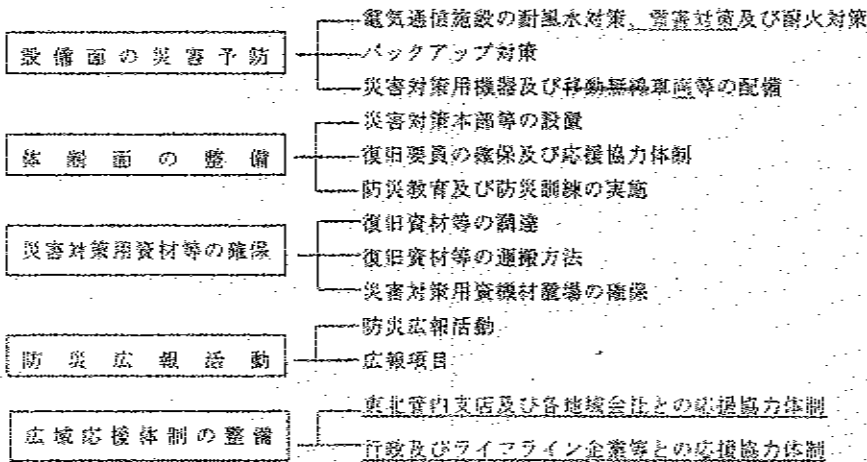 設備面の災害予防
電気通信施設の耐風水対策、雪害対策及び耐火対策
バックアップ対策
災害対策用機器及び移動無線車両等の配備
体制面の整備
災害対策本部等の設置
復旧要員の確保及び応援協力体制
防災教育及び防災訓練の実施
災害対策用資材等の確保
復旧資材等の調達
復旧資材等の運搬方法
災害対策用資機材置場の確保
防災広報活動
防災広報活動
広報項目
広域応援体制の整備
東北管内支店及び各地域会社との応援協力体制
行政及びライフライン企業等との応援協力体制